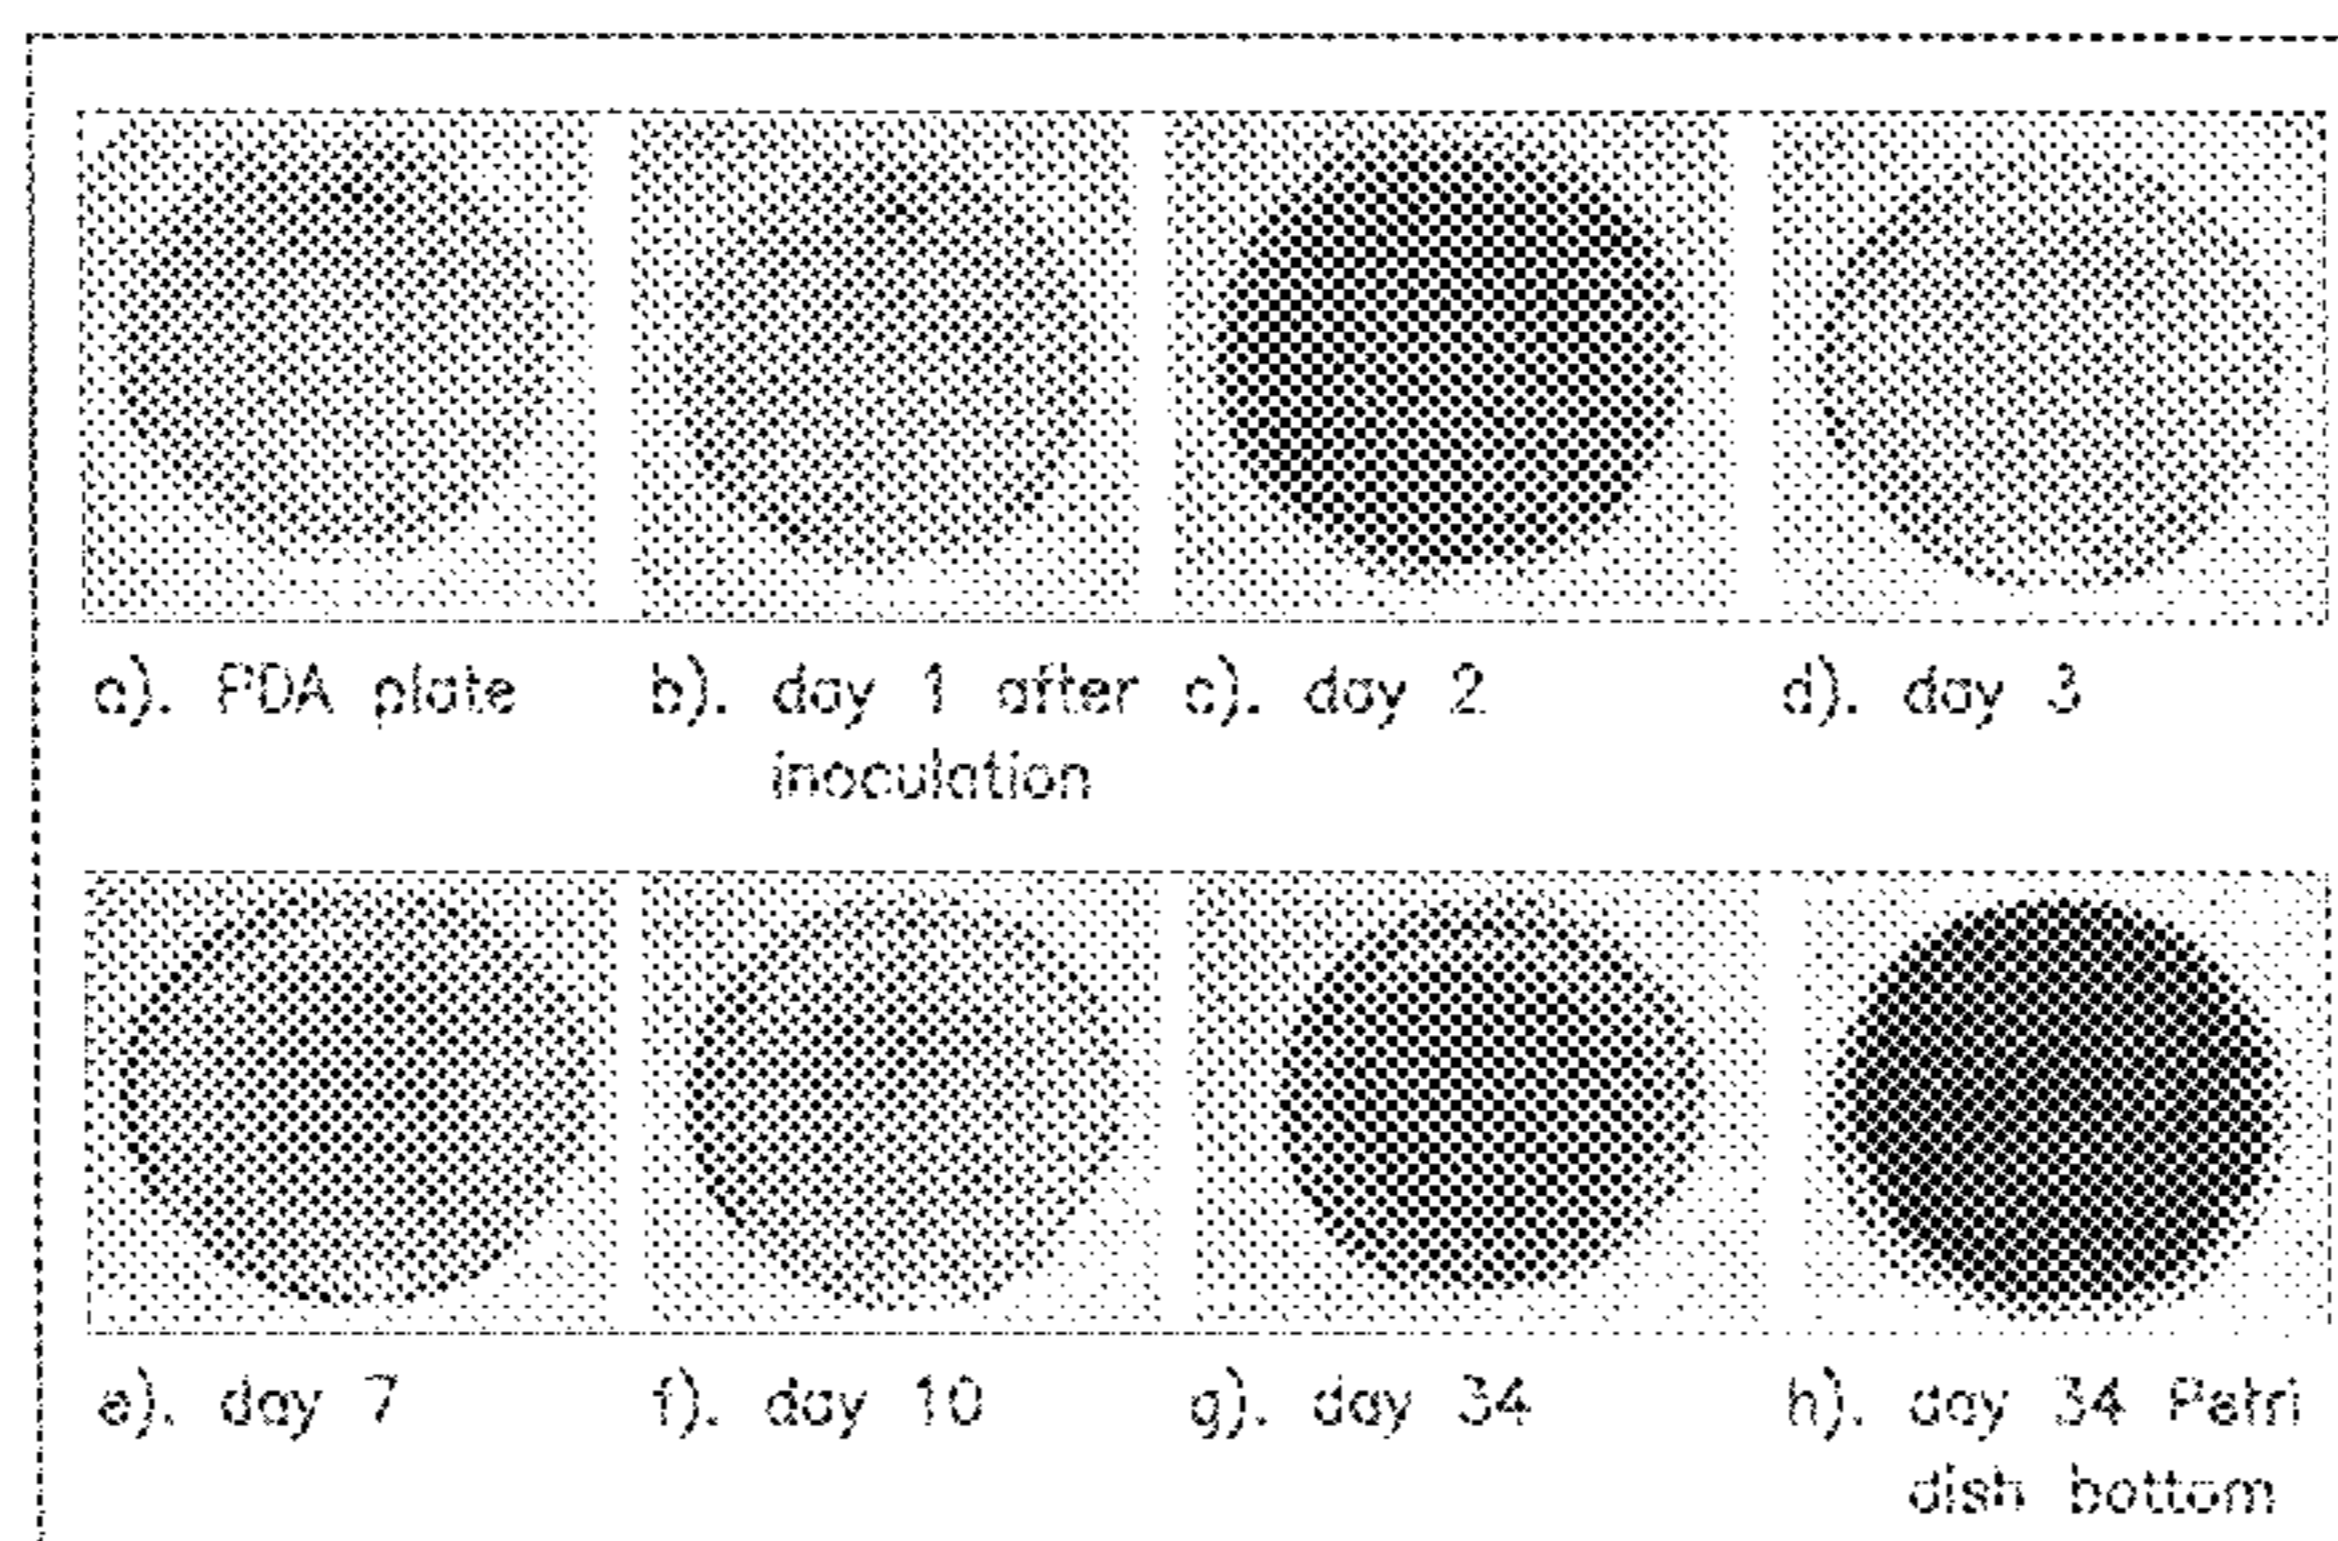 a). PDA plate
b). day 1 after
inoculation
c). day 2
d). day 3
e). day 7
f). day 10
g). day 34
h). day 34 Petri
dish bottom